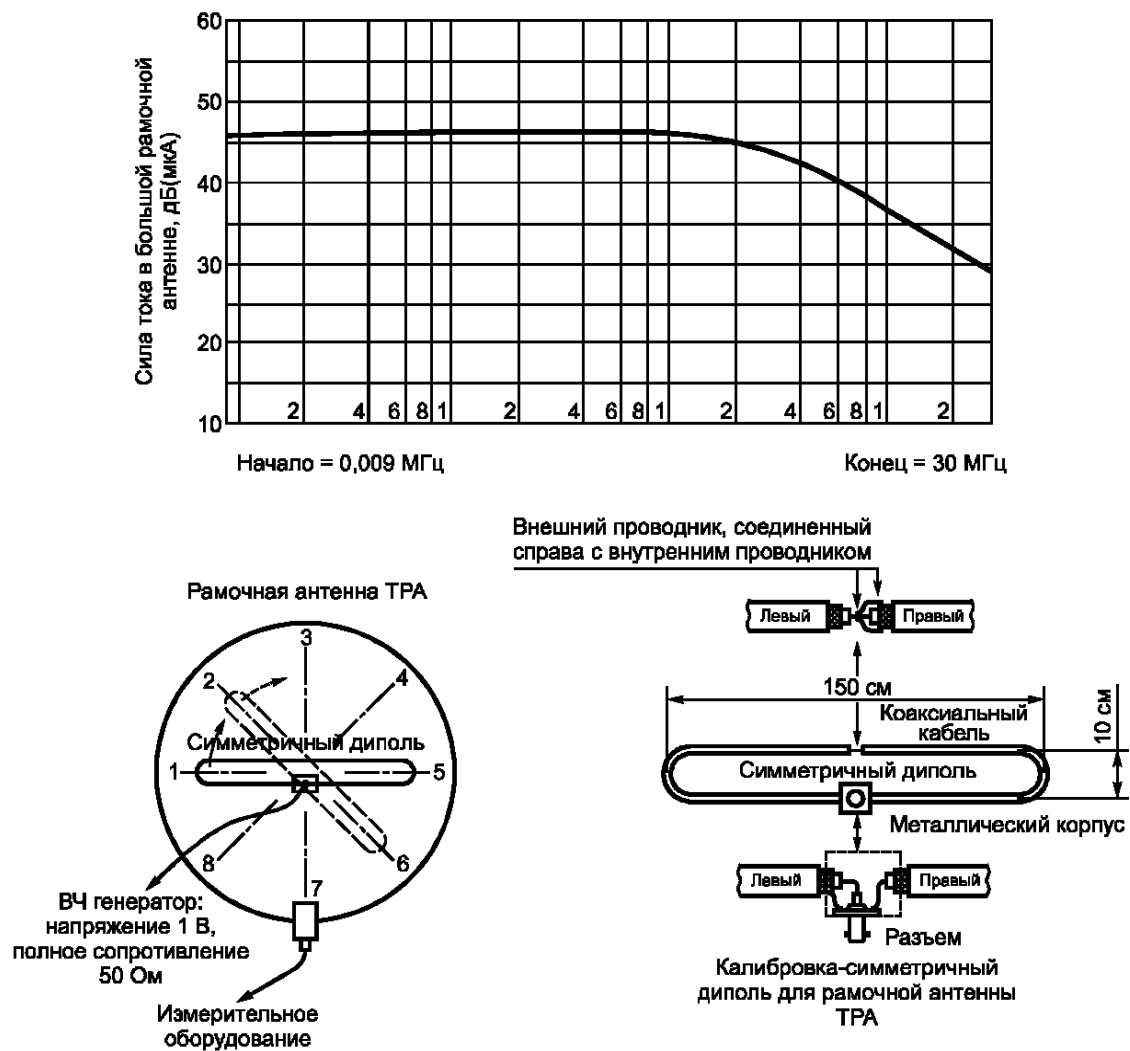 60
50
40
30
20
10
Сила тока в большой рамочной
антенне, дБ(мкА)
2 4 6 8 1 2 4 6 8 1 2 4 6 8 1 2
Начало = 0,009 МГц
Конец = 30 МГц
Внешний проводник, соединенный
справа с внутренним проводником
Левый
Правый
Рамочная антенна ТРА
3
2
4
Симметричный диполь
1
5
8
6
7
ВЧ генератор:
напряжение 1 В,
полное сопротивление
50 Ом
Измерительное
оборудование
150 см
Коаксиальный
кабель
10 см
Симметричный диполь
Металлический корпус
Левый
Правый
Разъем
Калибровка-симметричный
диполь для рамочной антенны
ТРА